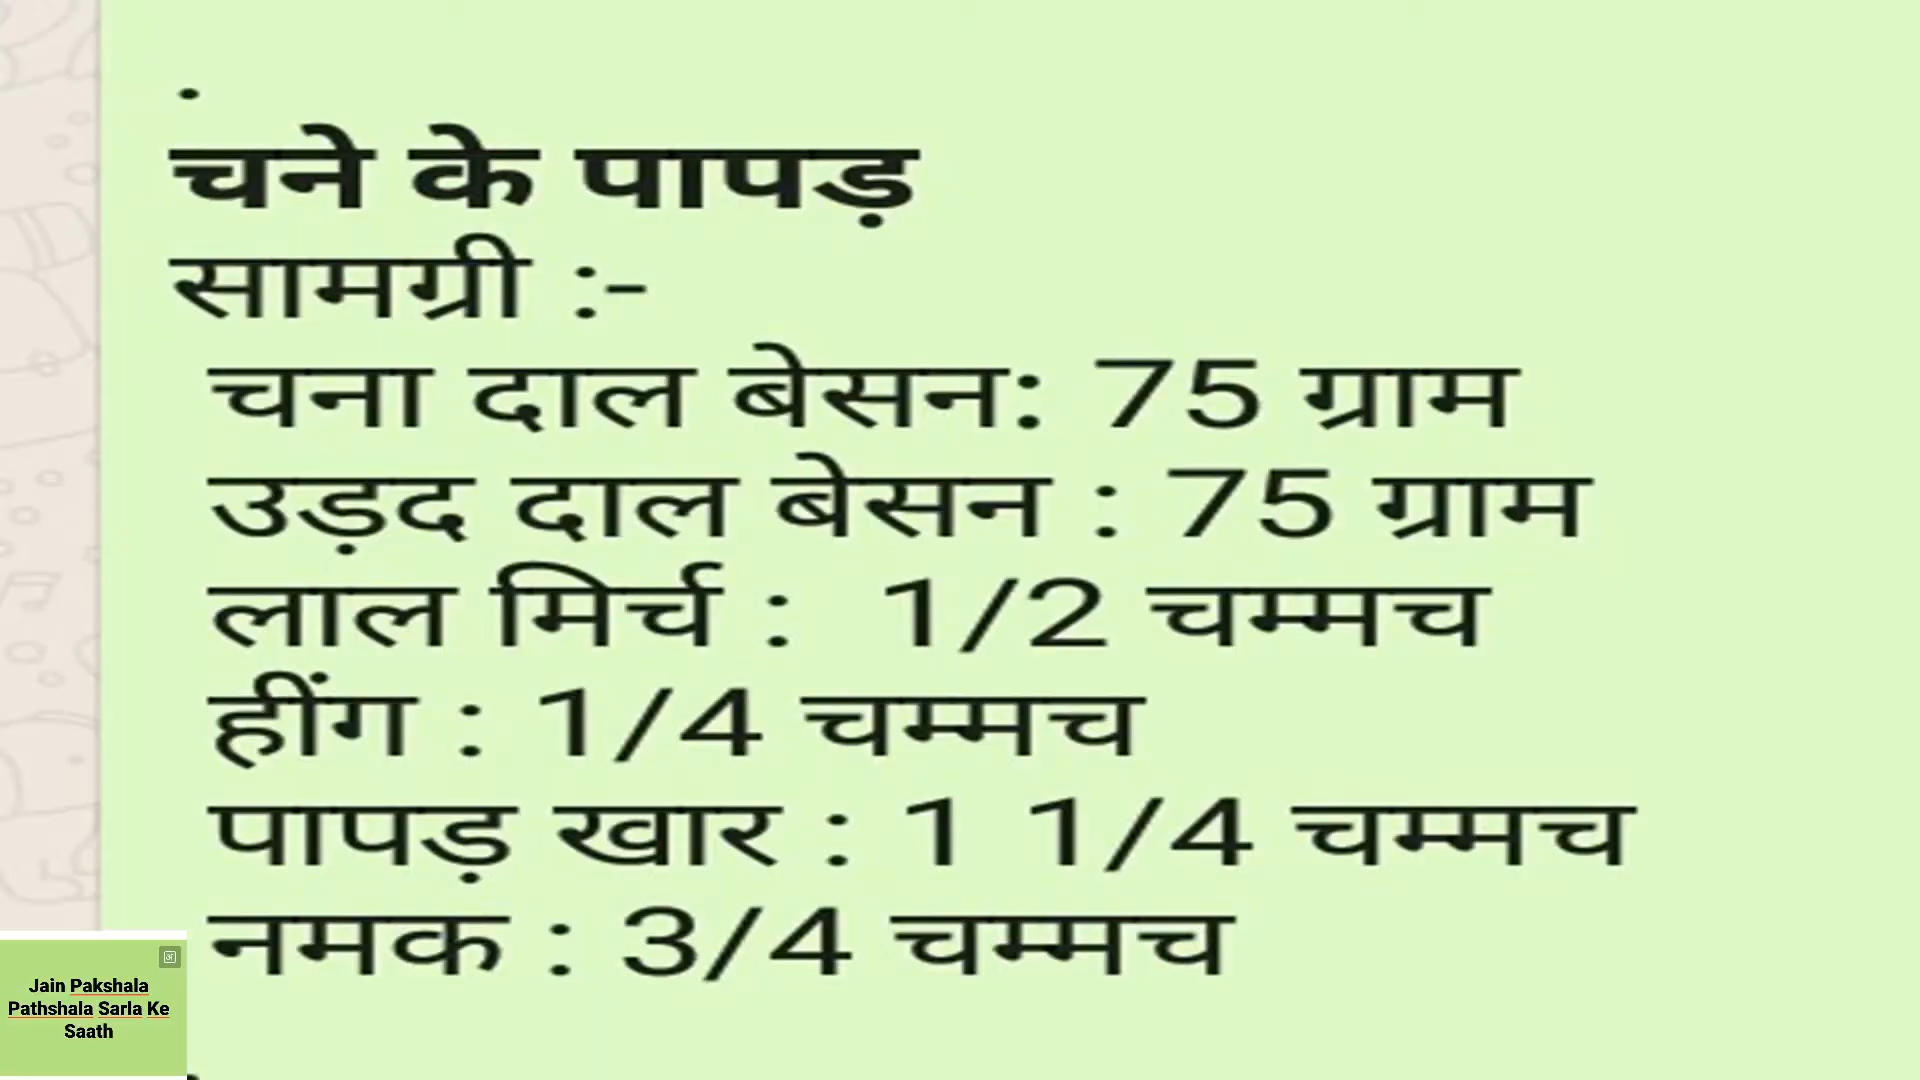 .
चने के पापड़
सामग्री :-
चना दाल बेसन: 75 ग्राम
उड़द दाल बेसन : 75 ग्राम
लाल मिर्च : 1/2 चम्मच
हींग : 1/4 चम्मच
पापड़ खार : 1 1/4 चम्मच
नमक : 3/4 चम्मच
Jain Pakshala
Pathshala Sarla Ke
Saath